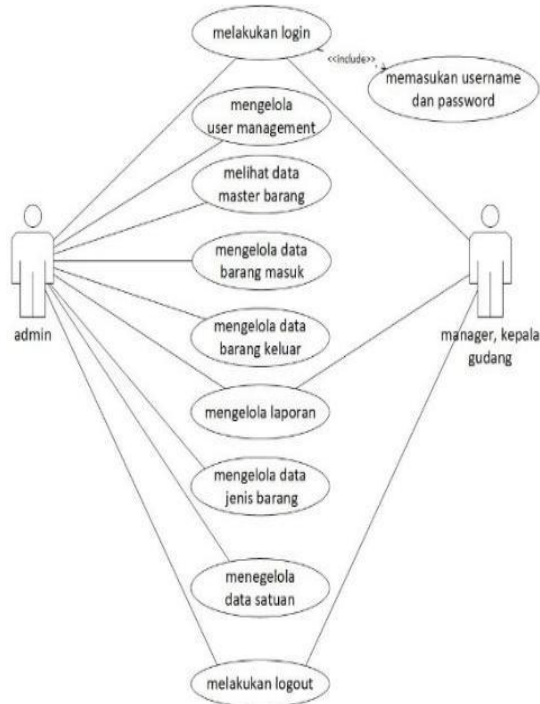 melakukan login
<<include>>
memasukan username
dan password
mengelola
user management
melihat data
master barang
mengelola data
barang masuk
admin
manager, kepala
gudang
mengelola data
barang keluar
mengelola laporan
mengelola data
jenis barang
menegelola
data satuan
melakukan logout